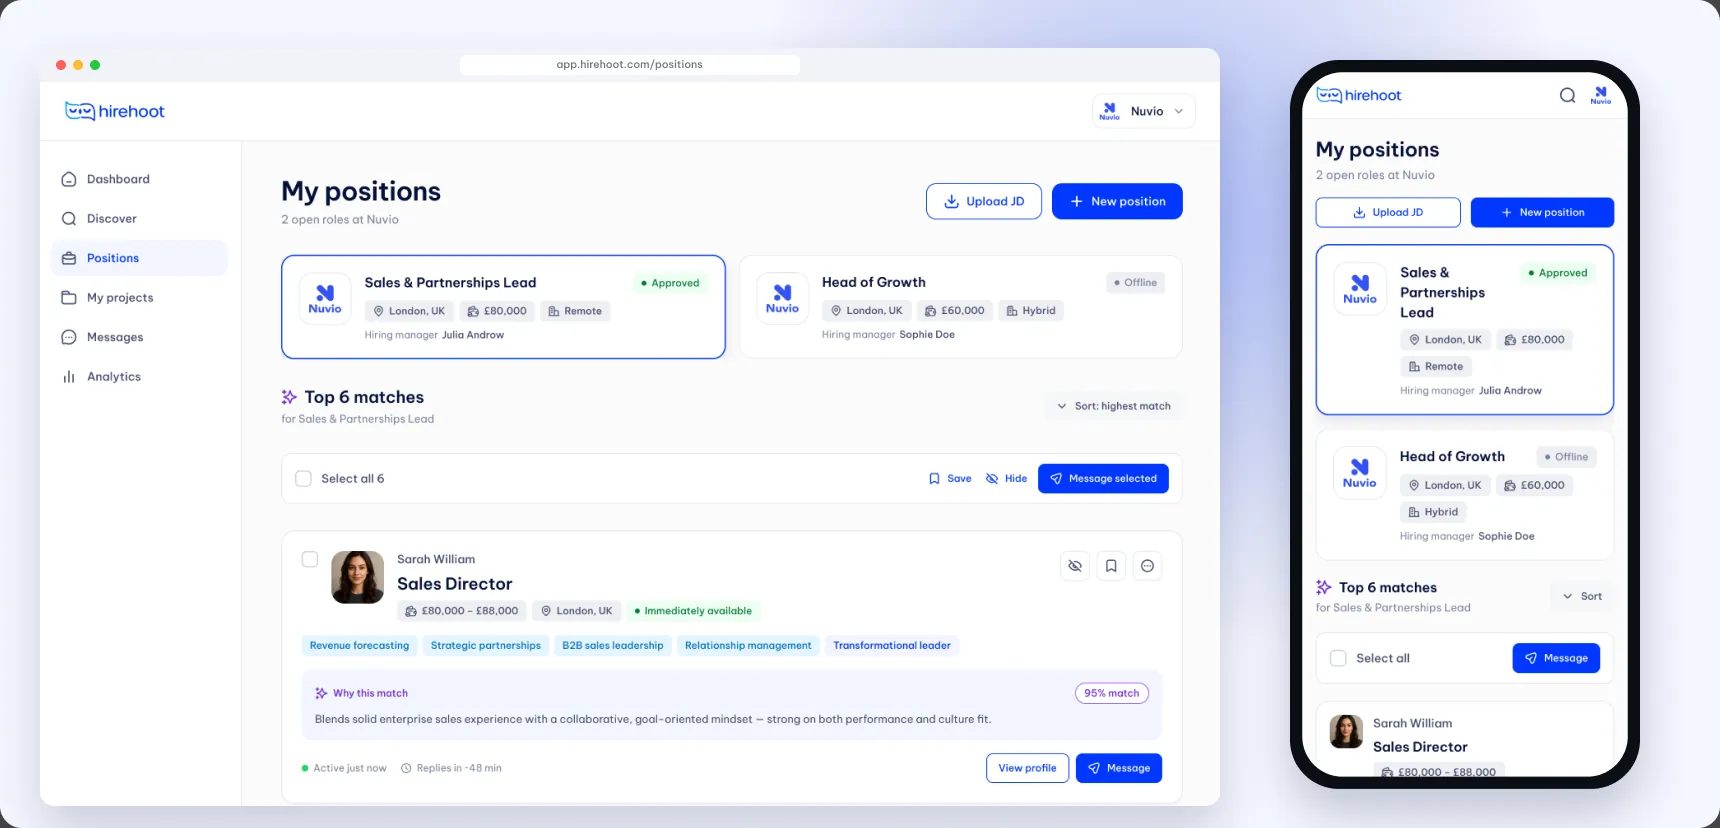 app.hirehoot.com/positions
hirehoot
Nuvio
Nuvio
Dashboard
Discover
Positions
My projects
Messages
Analytics
My positions
2 open roles at Nuvio
Upload JD
New position
Nuvio
Sales & Partnerships Lead
Approved
London, UK
£80,000
Remote
Hiring manager Julia Androw
Nuvio
Head of Growth
Offline
London, UK
£60,000
Hybrid
Hiring manager Sophie Doe
Top 6 matches
for Sales & Partnerships Lead
Sort: highest match
Select all 6
Save
Hide
Message selected
Sarah William
Sales Director
£80,000 – £88,000
London, UK
Immediately available
Revenue forecasting
Strategic partnerships
B2B sales leadership
Relationship management
Transformational leader
Why this match
95% match
Blends solid enterprise sales experience with a collaborative, goal-oriented mindset — strong on both performance and culture fit.
Active just now
Replies in ~48 min
View profile
Message
hirehoot
Nuvio
My positions
2 open roles at Nuvio
Upload JD
New position
Nuvio
Sales &
Partnerships
Lead
Approved
London, UK
£80,000
Remote
Hiring manager Julia Androw
Nuvio
Head of Growth
Offline
London, UK
£60,000
Hybrid
Hiring manager Sophie Doe
Top 6 matches
for Sales & Partnerships Lead
Sort
Select all
Message
Sarah William
Sales Director
£80,000 – £88,000